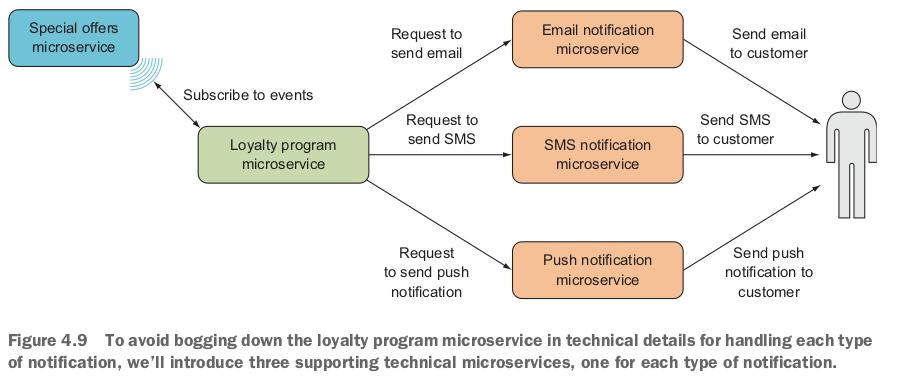 Special offers
microservice
Subscribe to events
Loyalty program
microservice
Request to
send email
Request to
send SMS
Request
to send push
notification
Email notification
microservice
SMS notification
microservice
Push notification
microservice
Send email
to customer
Send SMS
to customer
Send push
notification to
customer
Figure 4.9 To avoid bogging down the loyalty program microservice in technical details for handling each type
of notification, we’ll introduce three supporting technical microservices, one for each type of notification.